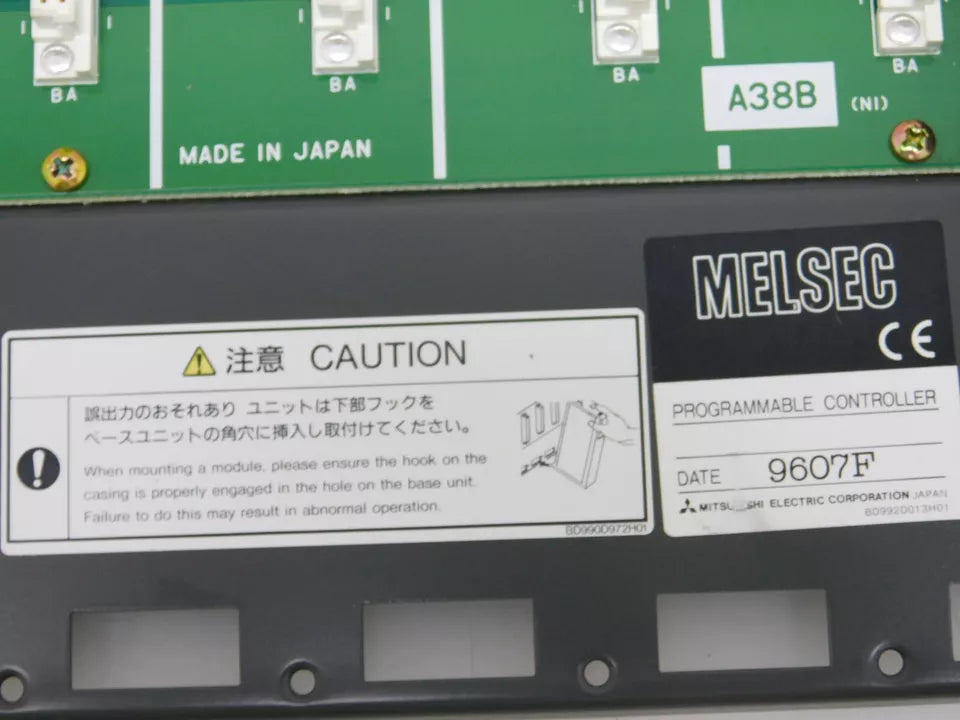 BA
BA
BA
BA
A38B
(NI)
MADE IN JAPAN
MELSEC
CE
注意 CAUTION
誤出力のおそれあり ユニットは下部フックを
ベースユニットの角穴に挿入し取付けてください。
When mounting a module, please ensure the hook on the
casing is properly engaged in the hole on the base unit.
Failure to do this may result in abnormal operation.
BD990D972H01
PROGRAMMABLE CONTROLLER
DATE 9607F
ELECTRIC CORPORATION JAPAN
BD992D013H01